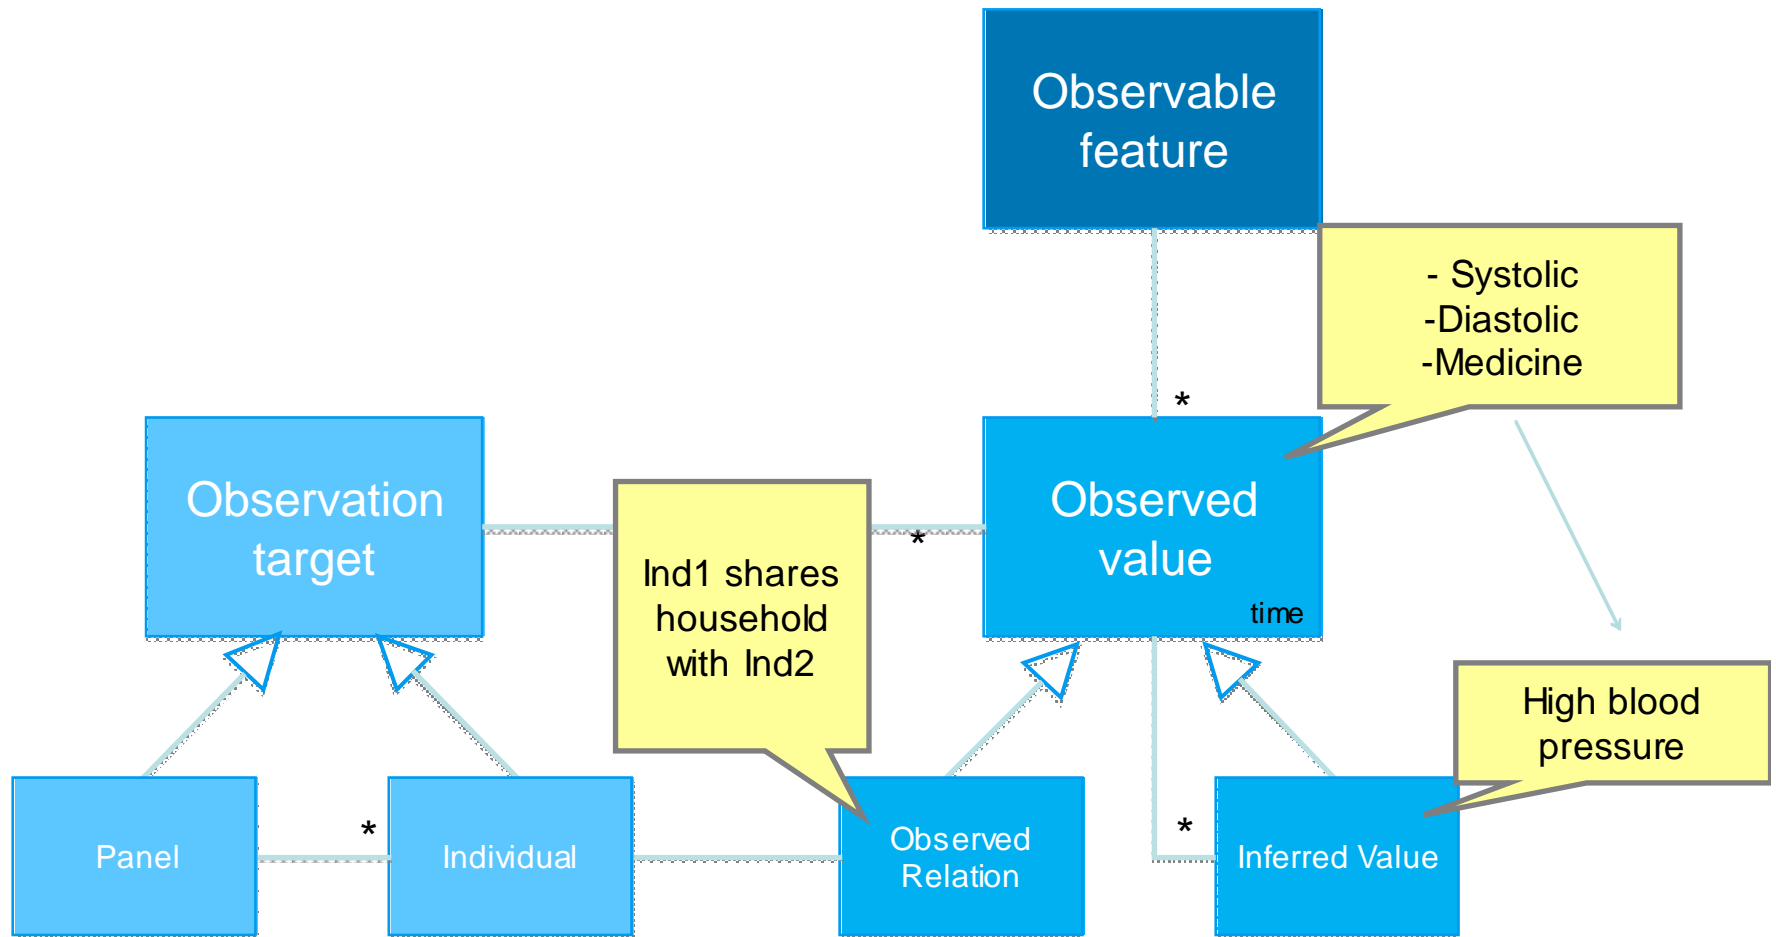 Observable
feature
- Systolic
-Diastolic
-Medicine
*
Observation
target
Ind1 shares
household
with Ind2
*
Observed
value
time
High blood
pressure
Panel
*
Individual
Observed
Relation
*
Inferred Value